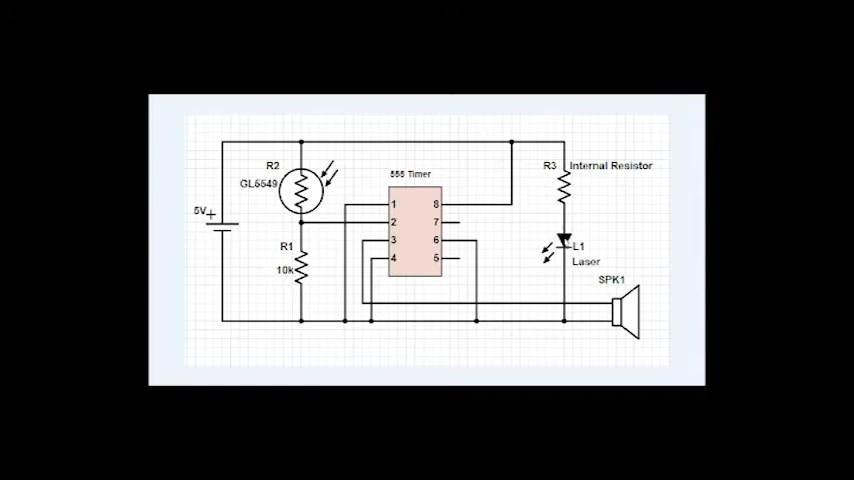 R2
GL5549
5V
+
R1
10k
555 Timer
1 8
2 7
3 6
4 5
R3 Internal Resistor
L1
Laser
SPK1